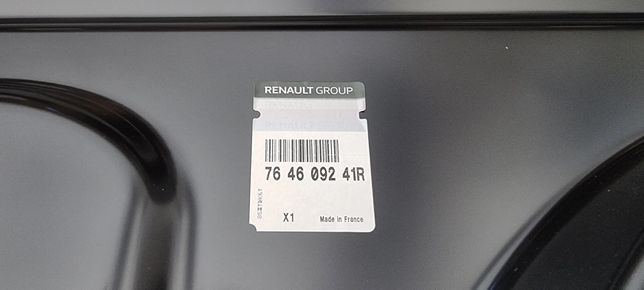 RENAULT GROUP
76 46 092 41R
X1
Made in France